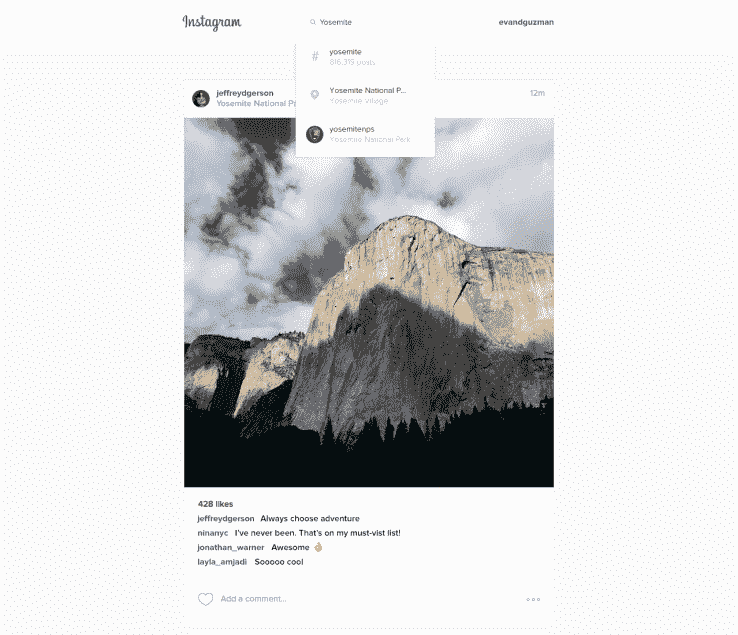 Instagram
Yosemite
evandguzman
yosemite
816,319 posts
Yosemite National P...
Yosemite Village
yosemitenps
Yosemite National Park
jeffreydgerson
Yosemite National
12m
428 likes
jeffreydgerson Always choose adventure
ninanyc I've never been. That's on my must-vist list!
jonathan_warner Awesome 👌🏼
layla_amjadi Sooooo cool
Add a comment...